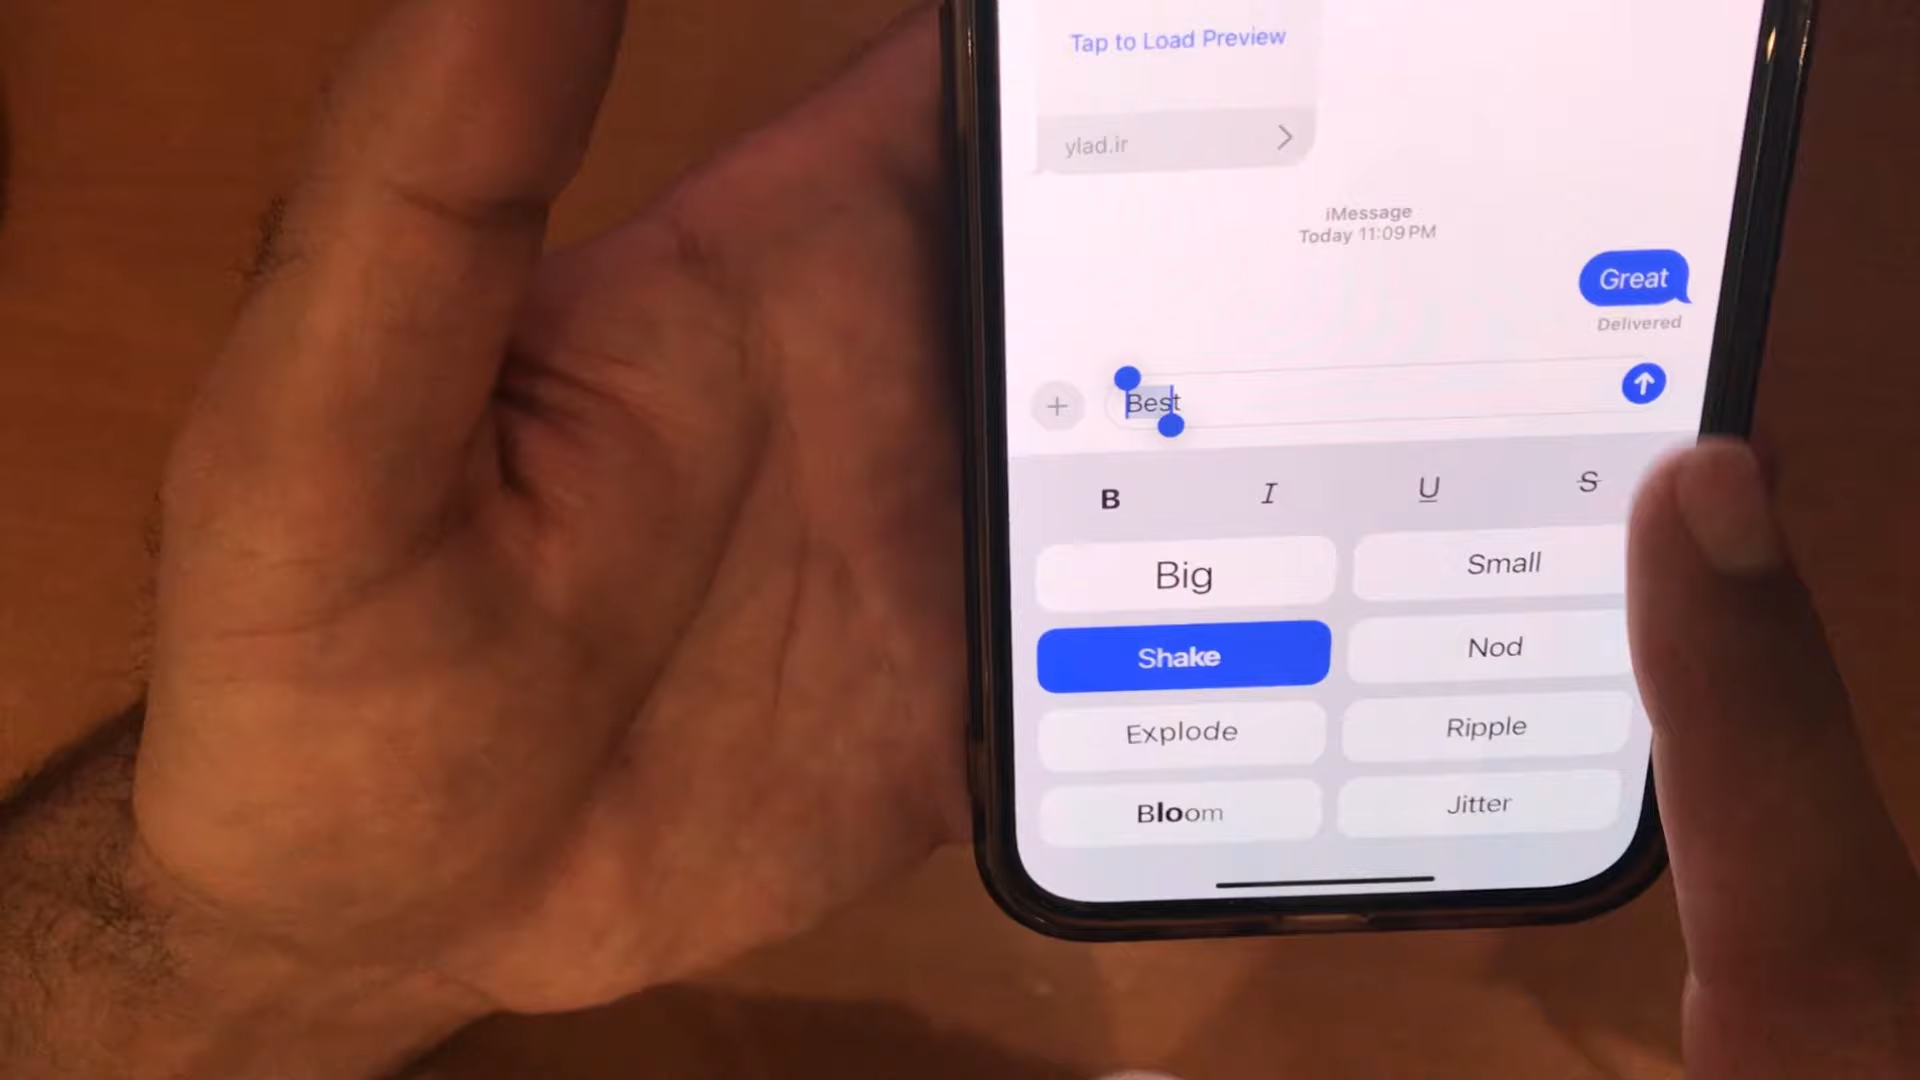 Tap to Load Preview
ylad.ir
iMessage
Today 11:09 PM
Great
Delivered
Best
B I U S
Big Small
Shake Nod
Explode Ripple
Bloom Jitter